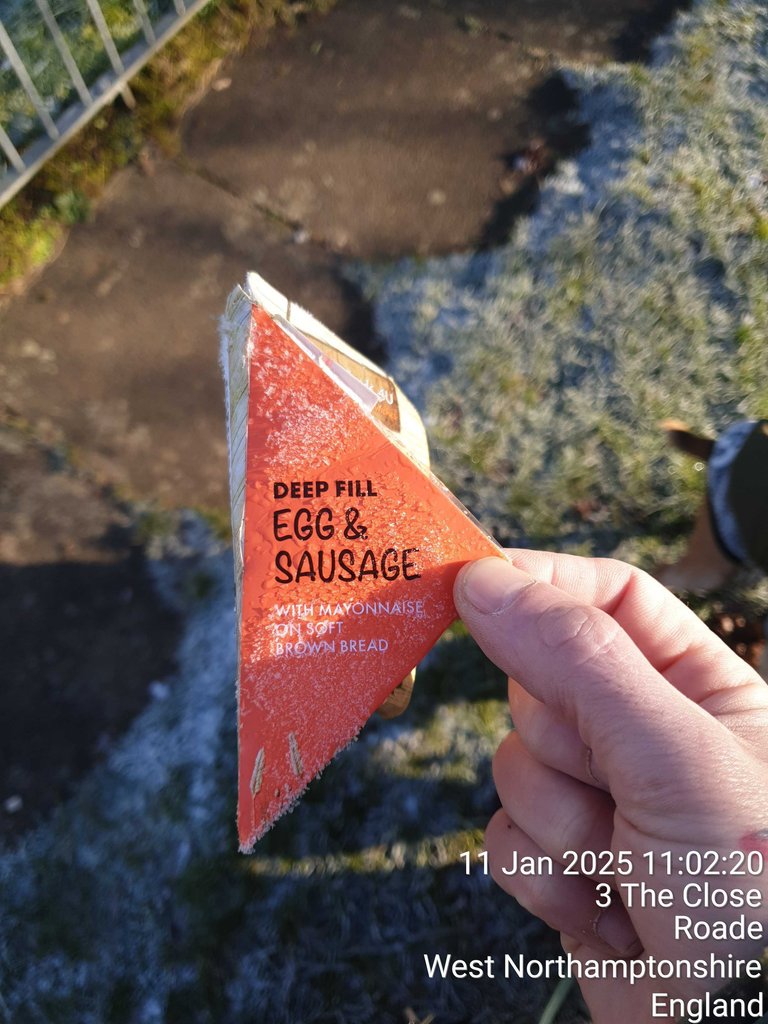 DEEP FILL
EGG &
SAUSAGE
WITH MAYONNAISE
ON SOFT
BROWN BREAD
11 Jan 2025 11:02:20
3 The Close
Roade
West Northamptonshire
England